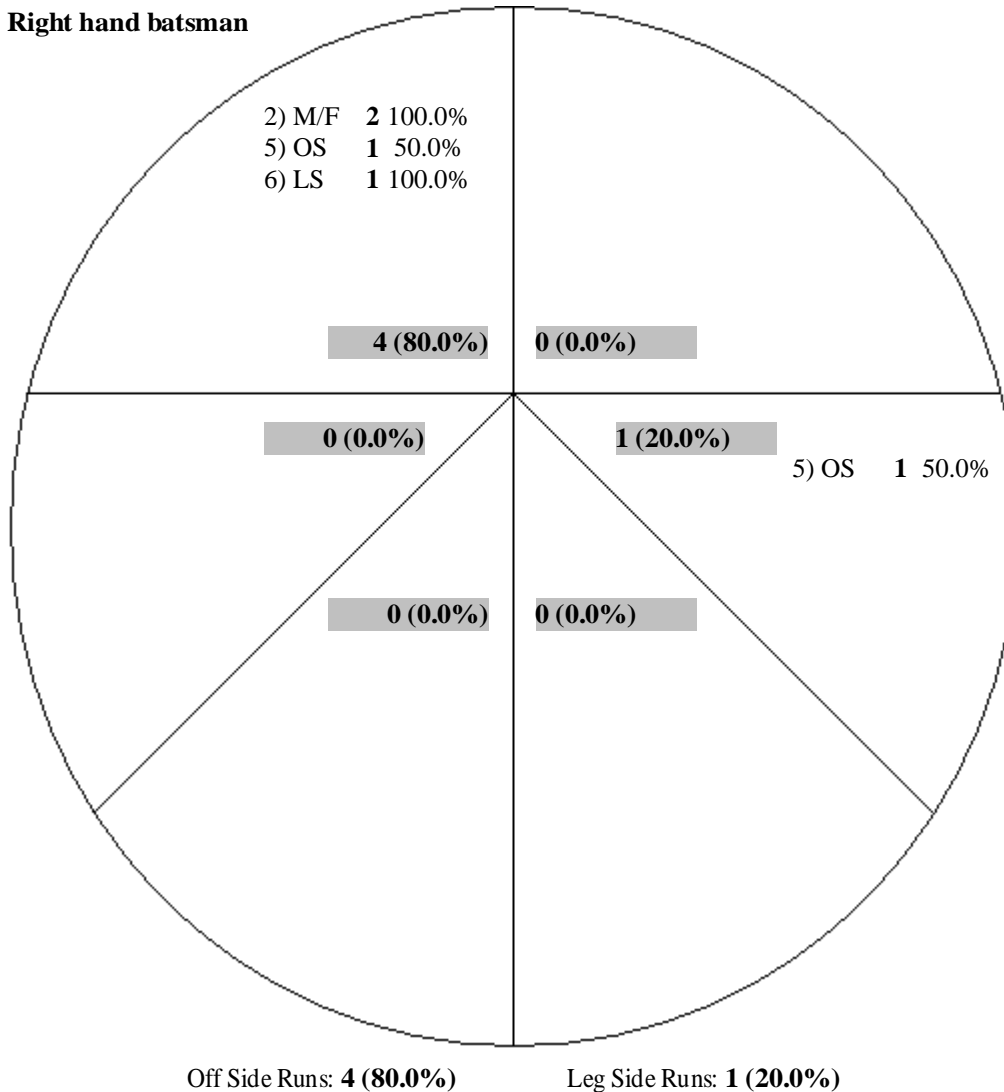 Right hand batsman
2) M/F 2 100.0%
5) OS 1 50.0%
6) LS 1 100.0%
4 (80.0%) 0 (0.0%)
0 (0.0%) 1 (20.0%)
5) OS 1 50.0%
0 (0.0%) 0 (0.0%)
Off Side Runs: 4 (80.0%) Leg Side Runs: 1 (20.0%)